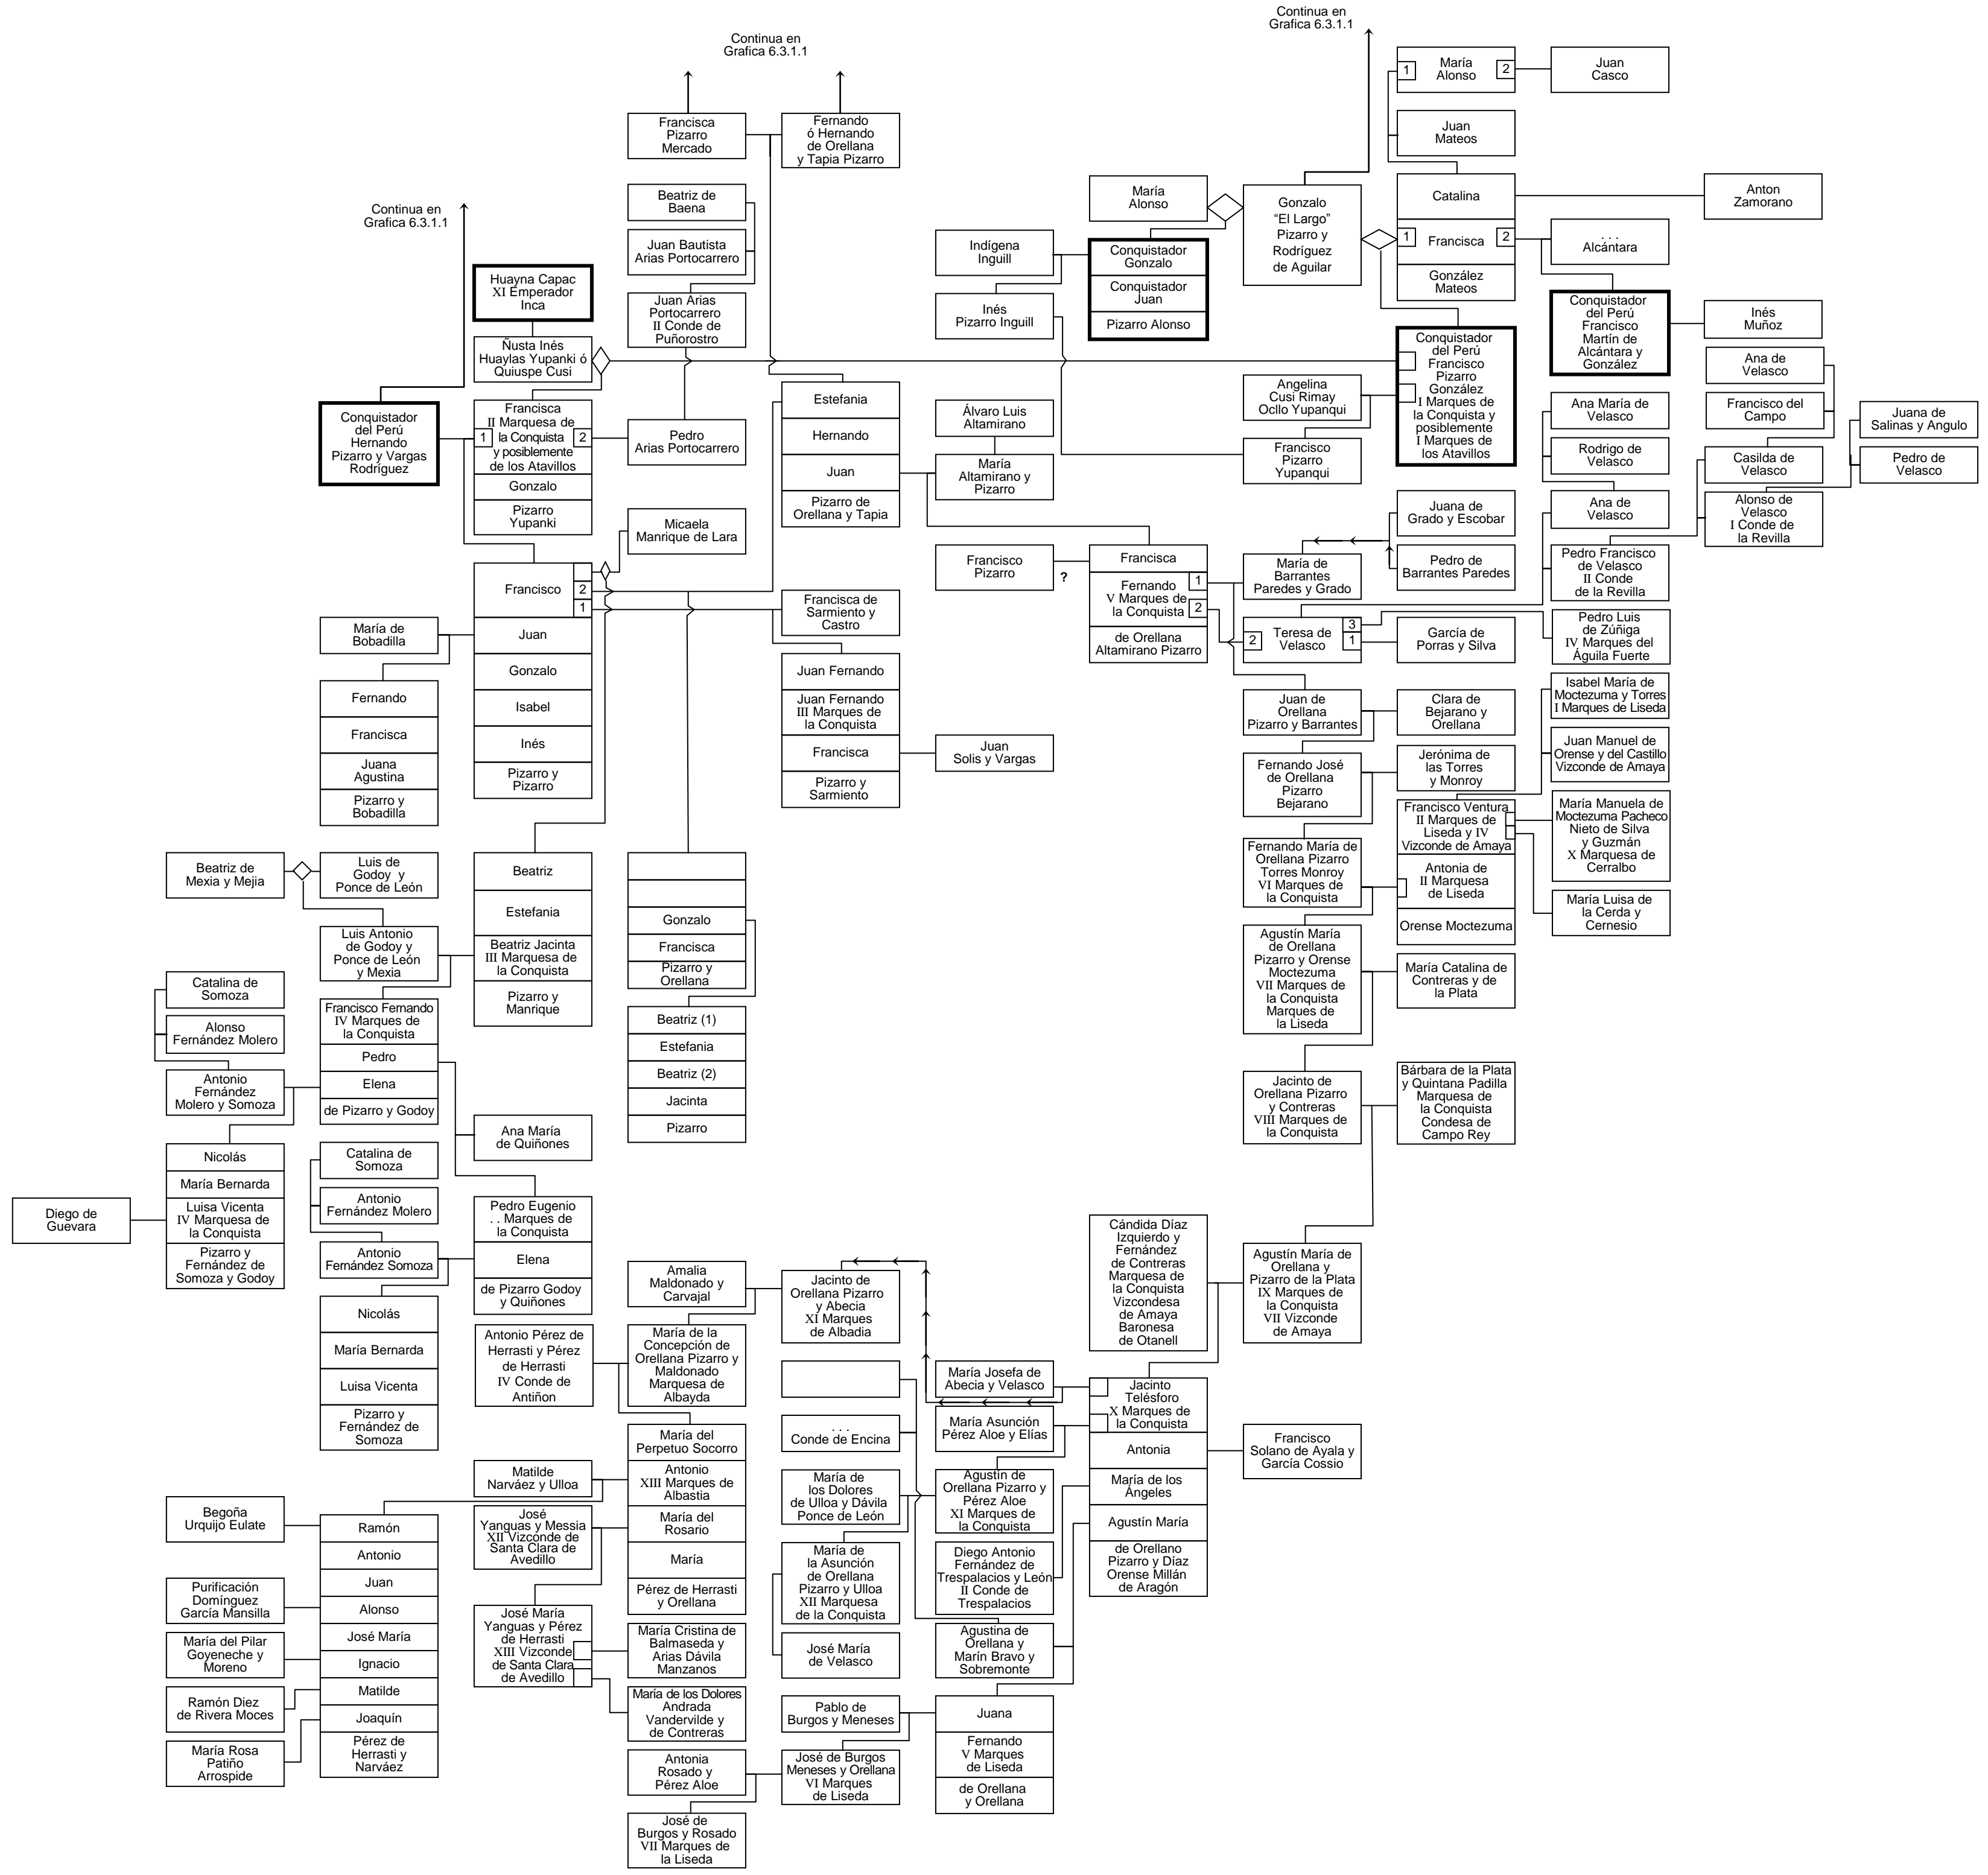 Continua en
Grafica 6.3.1.1
Continua en
Grafica 6.3.1.1
Continua en
Grafica 6.3.1.1
1
María
Alonso
2
Juan
Casco
Juan
Mateos
Francisca
Pizarro
Mercado
Fernando
ó Hernando
de Orellana
y Tapia Pizarro
María
Alonso
Gonzalo
“El Largo”
Pizarro y
Rodríguez
de Aguilar
Catalina
1
Francisca
2
González
Mateos
Anton
Zamorano
. . .
Alcántara
Beatriz de
Baena
Juan Bautista
Arias Portocarrero
Juan Arias
Portocarrero
II Conde de
Puñorostro
Indígena
Inguill
Inés
Pizarro Inguill
Conquistador
Gonzalo
Conquistador
Juan
Pizarro Alonso
Huayna Capac
XI Emperador
Inca
Ñusta Inés
Huaylas Yupanki ó
Quiuspe Cusi
Conquistador
del Perú
Francisco
Pizarro
González
I Marques de
la Conquista y
posiblemente
I Marques de
los Atavillos
Conquistador
del Perú
Francisco
Martín de
Alcántara y
González
Inés
Muñoz
Ana de
Velasco
Francisco del
Campo
Casilda de
Velasco
Alonso de
Velasco
I Conde de
la Revilla
Juana de
Salinas y Angulo
Pedro de
Velasco
Conquistador
del Perú
Hernando
Pizarro y Vargas
Rodríguez
Francisca
II Marquesa de
1
la Conquista
2
y posiblemente
de los Atavillos
Gonzalo
Pizarro
Yupanki
Pedro
Arias Portocarrero
Estefania
Hernando
Juan
Pizarro de
Orellana y Tapia
Álvaro Luis
Altamirano
María
Altamirano y
Pizarro
Angelina
Cusi Rimay
Ocllo Yupanqui
Francisco
Pizarro
Yupanqui
Ana María de
Velasco
Rodrigo de
Velasco
Ana de
Velasco
Pedro Francisco
de Velasco
II Conde
de la Revilla
Micaela
Manrique de Lara
Juana de
Grado y Escobar
Pedro de
Barrantes Paredes
Francisco
Pizarro
?
Francisca
Fernando
1
V Marques de
la Conquista
2
de Orellana
Altamirano Pizarro
María de
Barrantes
Paredes y Grado
2
Teresa de
Velasco
3
1
García de
Porras y Silva
Pedro Luis
de Zúñiga
IV Marques del
Águila Fuerte
Francisco
2
1
Juan
Gonzalo
Isabel
Inés
Pizarro y
Pizarro
Francisca de
Sarmiento y
Castro
María de
Bobadilla
Fernando
Francisca
Juana
Agustina
Pizarro y
Bobadilla
Juan Fernando
Juan Fernando
III Marques de
la Conquista
Francisca
Pizarro y
Sarmiento
Juan
Solis y Vargas
Juan de
Orellana
Pizarro y Barrantes
Clara de
Bejarano y
Orellana
Isabel María de
Moctezuma y Torres
I Marques de Liseda
Juan Manuel de
Orense y del Castillo
Vizconde de Amaya
Fernando José
de Orellana
Pizarro
Bejarano
Jerónima de
las Torres
y Monroy
Francisco Ventura
II Marques de
Liseda y IV
Vizconde de Amaya
Antonia de
II Marquesa
de Liseda
Orense Moctezuma
María Manuela de
Moctezuma Pacheco
Nieto de Silva
y Guzmán
X Marquesa de
Cerralbo
María Luisa de
la Cerda y
Cernesio
Fernando María de
Orellana Pizarro
Torres Monroy
VI Marques de
la Conquista
Agustín María
de Orellana
Pizarro y Orense
Moctezuma
VII Marques de
la Conquista
Marques de
la Liseda
María Catalina de
Contreras y de
la Plata
Beatriz de
Mexia y Mejia
Luis de
Godoy y
Ponce de León
Luis Antonio
de Godoy y
Ponce de León
y Mexia
Beatriz
Estefania
Beatriz Jacinta
III Marquesa de
la Conquista
Pizarro y
Manrique
Gonzalo
Francisca
Pizarro y
Orellana
Beatriz (1)
Estefania
Beatriz (2)
Jacinta
Pizarro
Catalina de
Somoza
Alonso
Fernández Molero
Antonio
Fernández
Molero y Somoza
Francisco Fernando
IV Marques de
la Conquista
Pedro
Elena
de Pizarro y Godoy
Ana María
de Quiñones
Jacinto de
Orellana Pizarro
y Contreras
VIII Marques de
la Conquista
Bárbara de la Plata
y Quintana Padilla
Marquesa de
la Conquista
Condesa de
Campo Rey
Diego de
Guevara
Nicolás
María Bernarda
Luisa Vicenta
IV Marquesa de
la Conquista
Pizarro y
Fernández de
Somoza y Godoy
Catalina de
Somoza
Antonio
Fernández Molero
Antonio
Fernández Somoza
Pedro Eugenio
. . Marques de
la Conquista
Elena
de Pizarro Godoy
y Quiñones
Nicolás
María Bernarda
Luisa Vicenta
Pizarro y
Fernández de
Somoza
Amalia
Maldonado y
Carvajal
Jacinto de
Orellana Pizarro
y Abecia
XI Marques
de Albadia
Cándida Díaz
Izquierdo y
Fernández
de Contreras
Marquesa de
la Conquista
Vizcondesa
de Amaya
Baronesa
de Otanell
Agustín María de
Orellana y
Pizarro de la Plata
IX Marques de
la Conquista
VII Vizconde
de Amaya
Antonio Pérez de
Herrasti y Pérez
de Herrasti
IV Conde de
Antiñon
María de la
Concepción de
Orellana Pizarro y
Maldonado
Marquesa de
Albayda
María Josefa de
Abecia y Velasco
María Asunción
Pérez Aloe y Elías
Jacinto
Telésforo
X Marques de
la Conquista
Antonia
María de los
Ángeles
Agustín María
de Orellano
Pizarro y Díaz
Orense Millán
de Aragón
Francisco
Solano de Ayala y
García Cossio
. . .
Conde de Encina
María del
Perpetuo Socorro
Antonio
XIII Marques de
Albastia
María del
Rosario
María
Pérez de Herrasti
y Orellana
Matilde
Narváez y Ulloa
José
Yanguas y Messia
XII Vizconde de
Santa Clara de
Avedillo
María de
los Dolores
de Ulloa y Dávila
Ponce de León
Agustín de
Orellana Pizarro y
Pérez Aloe
XI Marques de
la Conquista
María de
la Asunción
de Orellana
Pizarro y Ulloa
XII Marquesa
de la Conquista
José María
de Velasco
Diego Antonio
Fernández de
Trespalacios y León
II Conde de
Trespalacios
Agustina de
Orellana y
Marín Bravo y
Sobremonte
Begoña
Urquijo Eulate
Purificación
Domínguez
García Mansilla
María del Pilar
Goyeneche y
Moreno
Ramón Diez
de Rivera Moces
María Rosa
Patiño
Arrospide
Ramón
Antonio
Juan
Alonso
José María
Ignacio
Matilde
Joaquín
Pérez de
Herrasti y
Narváez
José María
Yanguas y Pérez
de Herrasti
XIII Vizconde
de Santa Clara
de Avedillo
María Cristina de
Balmaseda y
Arias Dávila
Manzanos
María de los Dolores
Andrada
Vandervilde y
de Contreras
Pablo de
Burgos y Meneses
Juana
Fernando
V Marques
de Liseda
de Orellana
y Orellana
Antonia
Rosado y
Pérez Aloe
José de Burgos
Meneses y Orellana
VI Marques
de Liseda
José de
Burgos y Rosado
VII Marques de
la Liseda